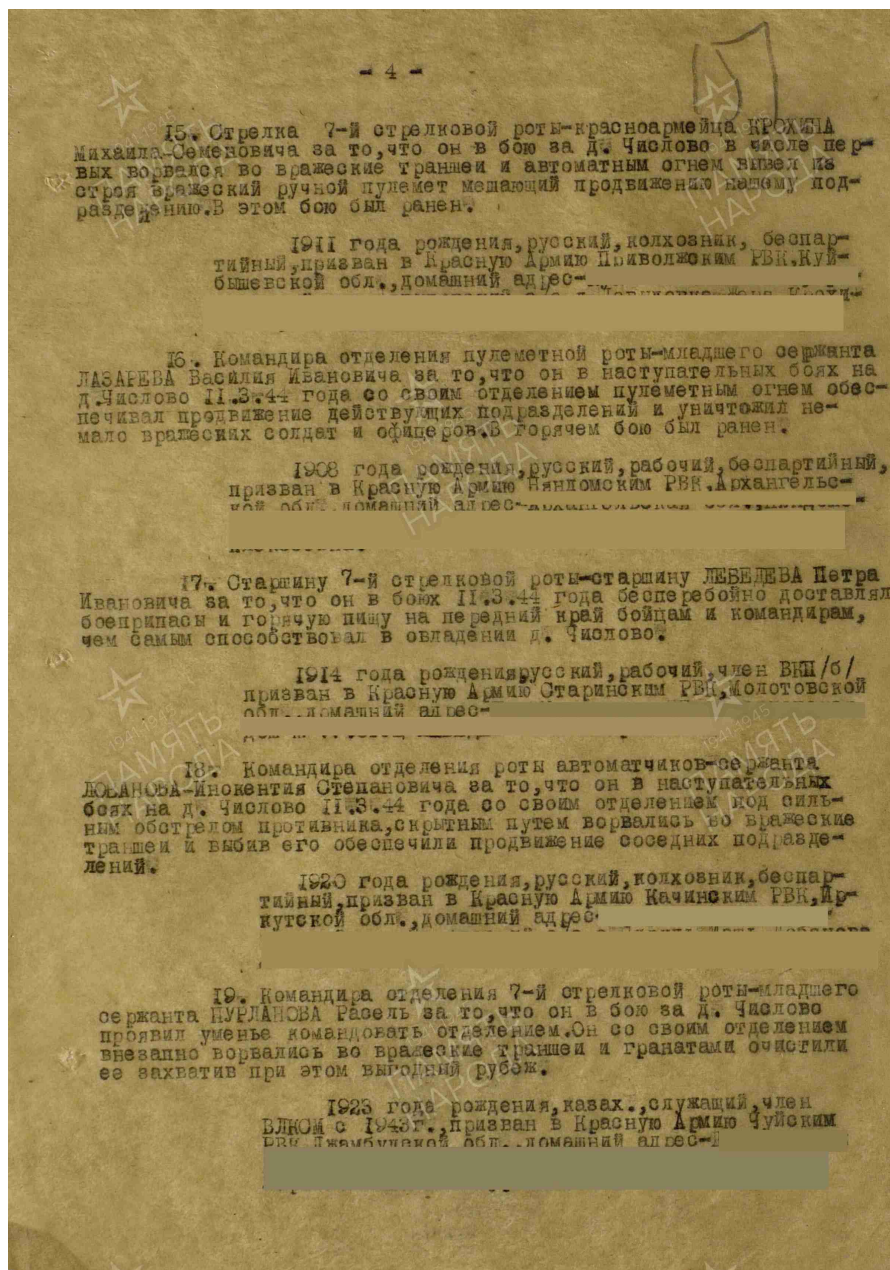 - 4 -
15. Стрелка 7-й стрелковой роты-красноармейца КРОХИНА
Михаила Семеновича за то,что он в бою за д. Числово в числе пер-
вых ворвался во вражеские траншеи и автоматным огнем вывел из
строя вражеский ручной пулемет мешающий продвижению нашему под-
разделению.В этом бою был ранен.
1911 года рождения,русский,колхозник, беспар-
тийный,призван в Красную Армию Приволжским РВК.Куй-
бышевской обл.,домашний адрес-
16. Командира отделения пулеметной роты-младшего сержанта
ЛАЗАРЕВА Василия Ивановича за то,что он в наступательных боях на
д.Числово 11.3.44 года со своим отделением пулеметным огнем обес-
печивал продвижение действующих подразделений и уничтожил не-
мало вражеских солдат и офицеров.В горячем бою был ранен.
1908 года рождения,русский,рабочий,беспартийный,
призван в Красную Армию Няндомским РВК.Архангельс-
кой обл.,домашний адрес-
17. Старшину 7-й стрелковой роты-старшину ЛЕБЕДЕВА Петра
Ивановича за то,что он в боюх 11.3.44 года бесперебойно доставлял
боеприпасы и горячую пищу на передний край бойцам и командирам,
чем самым способствовал в овладении д. Числово.
1914 года рождениярусский,рабочий,член ВКП/б/
призван в Красную Армию Старинским РВК,Молотовской
обл.,домашний адрес-
18. Командира отделения роты автоматчиков-сержанта
ЛОБАНОВА-Инокентия Степановича за то,что он в наступательных
боях на д. Числово 11.3.44 года со своим отделением под силь-
ным обстрелом противника,скрытным путем ворвались во вражеские
траншеи и выбив его обеспечили продвижение соседних подразде-
лений.
1920 года рождения,русский,колхозник,беспар-
тийный,призван в Красную Армию Качинским РВК,Ир-
кутской обл.,домашний адрес
19. Командира отделения 7-й стрелковой роты-младшего
сержанта НУРЛАНОВА Расель за то,что он в бою за д. Числово
проявил уменье командовать отделением.Он со своим отделением
внезапно ворвались во вражеские траншеи и гранатами очистили
ее захватив при этом выгодный рубеж.
1923 года рождения,казах.,служащий,член
ВЛКСМ с 1943г.,призван в Красную Армию Чуйским
РВК Джамбулской обл.,домашний адрес-